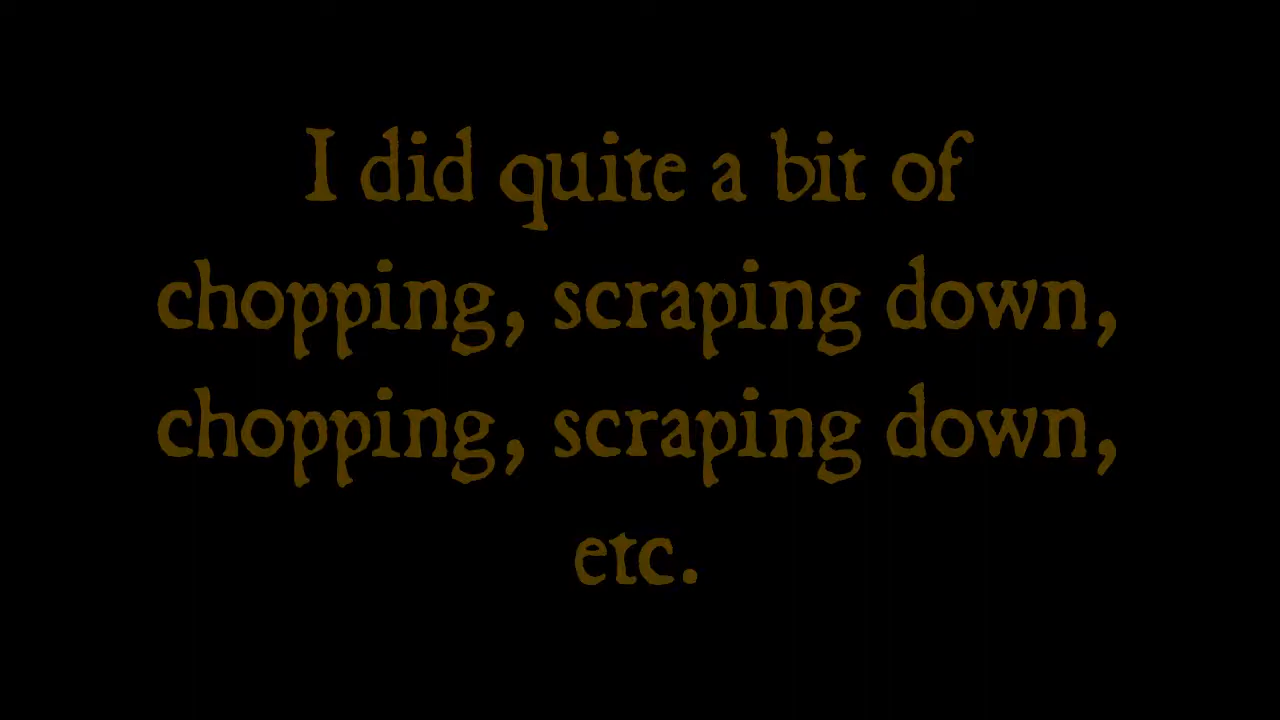 I did quite a bit of
chopping, scraping down,
chopping, scraping down,
etc.